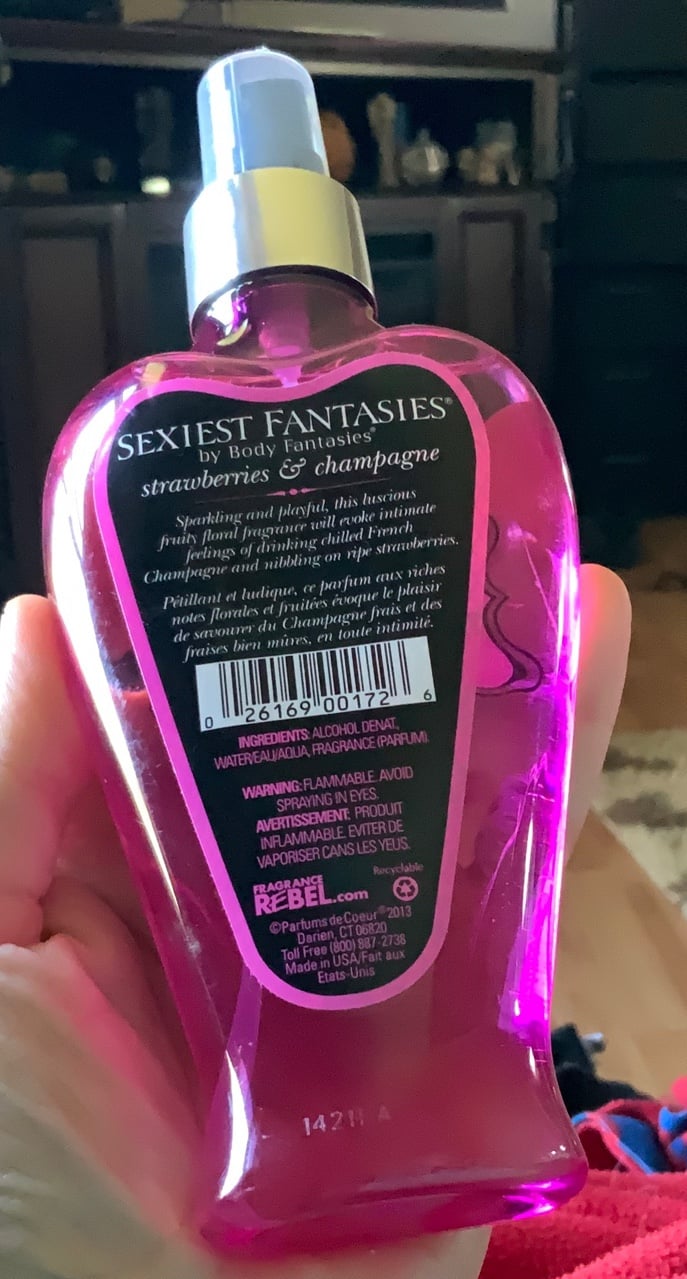 SEXIEST FANTASIES®
by Body Fantasies®
strawberries & champagne
Sparkling and playful, this luscious
fruity floral fragrance will evoke intimate
feelings of drinking chilled French
Champagne and nibbling on ripe strawberries.
Pétillant et ludique, ce parfum aux riches
notes florales et fruitées évoque le plaisir
de savourer du Champagne frais et des
fraises bien mûres, en toute intimité.
0 26169 00172 6
INGREDIENTS: ALCOHOL DENAT,
WATER/EAU/AQUA, FRAGRANCE (PARFUM).
WARNING: FLAMMABLE. AVOID
SPRAYING IN EYES.
AVERTISSEMENT: PRODUIT
INFLAMMABLE. EVITER DE
VAPORISER CANS LES YEUS.
Recyclable
FRAGRANCE
REBEL.com
©Parfums de Coeur® 2013
Darien, CT 06820
Toll Free (800) 887-2738
Made in USA/Fait aux
Etats-Unis